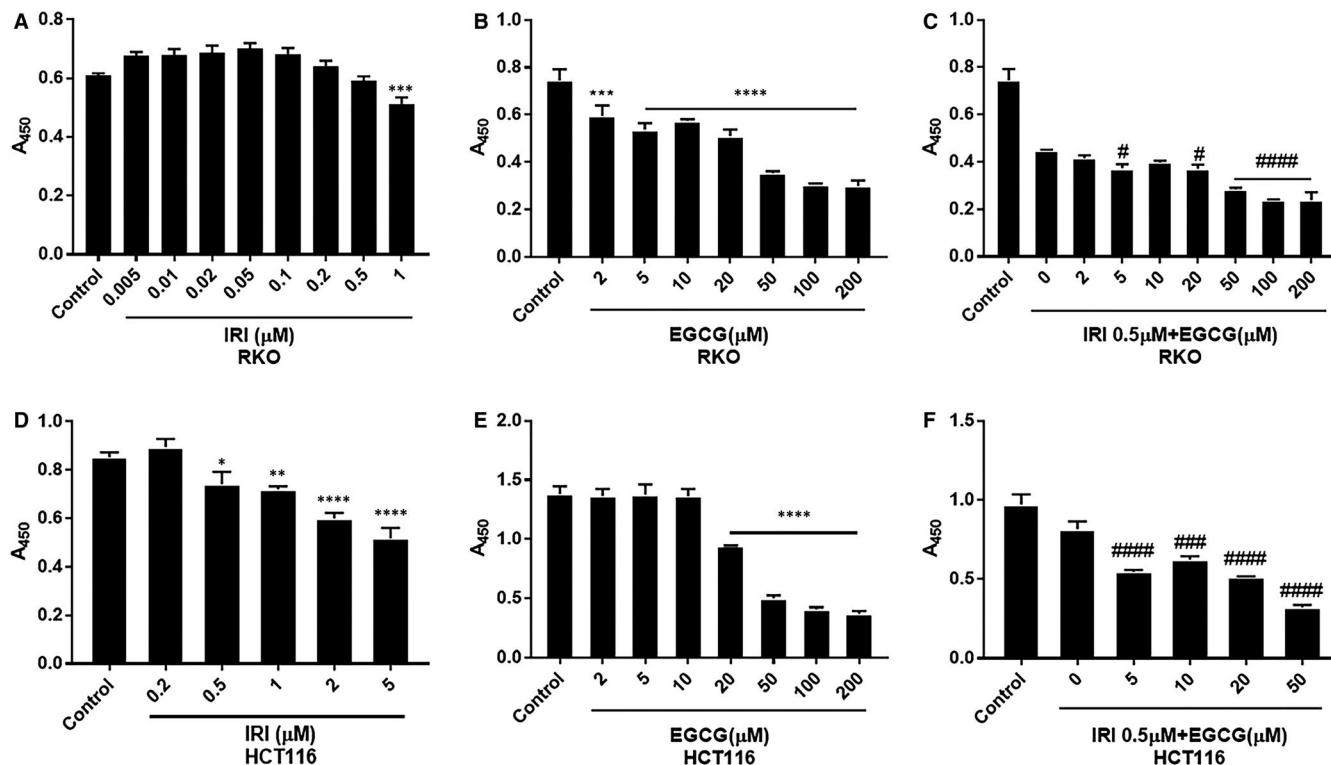 A
A450
0.8
0.6
0.4
0.2
0.0
***
Control 0.005 0.01 0.02 0.05 0.1 0.2 0.5 1
IRI (μM)
RKO
B
A450
1.0
0.8
0.6
0.4
0.2
0.0
*** ****
Control 2 5 10 20 50 100 200
EGCG(μM)
RKO
C
A450
1.0
0.8
0.6
0.4
0.2
0.0
# # ####
Control 0 2 5 10 20 50 100 200
IRI 0.5μM+EGCG(μM)
RKO
D
A450
1.0
0.8
0.6
0.4
0.2
0.0
* ** **** ****
Control 0.2 0.5 1 2 5
IRI (μM)
HCT116
E
A450
2.0
1.5
1.0
0.5
0.0
****
Control 2 5 10 20 50 100 200
EGCG(μM)
HCT116
F
A450
1.5
1.0
0.5
0.0
#### ### #### ####
Control 0 5 10 20 50
IRI 0.5μM+EGCG(μM)
HCT116